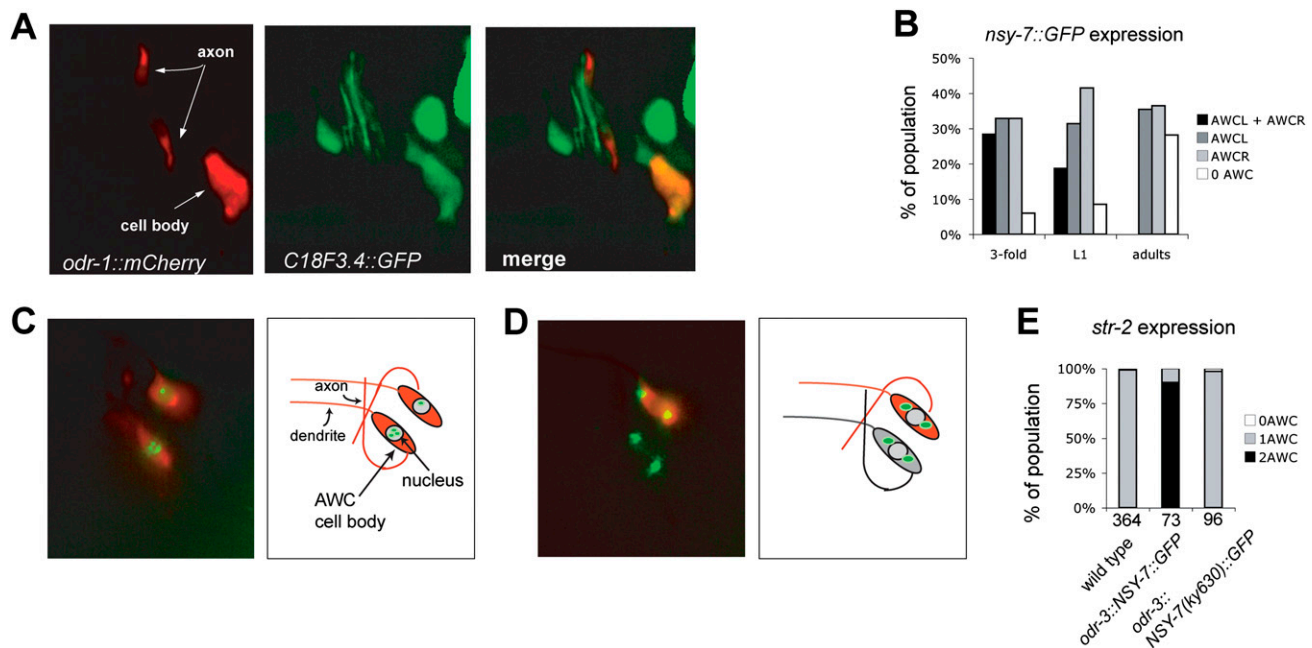 A
axon
cell body
odr-1::mCherry
C18F3.4::GFP
merge
B
nsy-7::GFP expression
% of population
50%
40%
30%
20%
10%
0%
3-fold
L1
adults
AWCL + AWCR
AWCL
AWCR
0 AWC
C
axon
dendrite
nucleus
AWC
cell body
D
E
str-2 expression
% of population
100%
75%
50%
25%
0%
364
73
96
wild type
odr-3::NSY-7::GFP
odr-3::
NSY-7(ky630)::GFP
0AWC
1AWC
2AWC